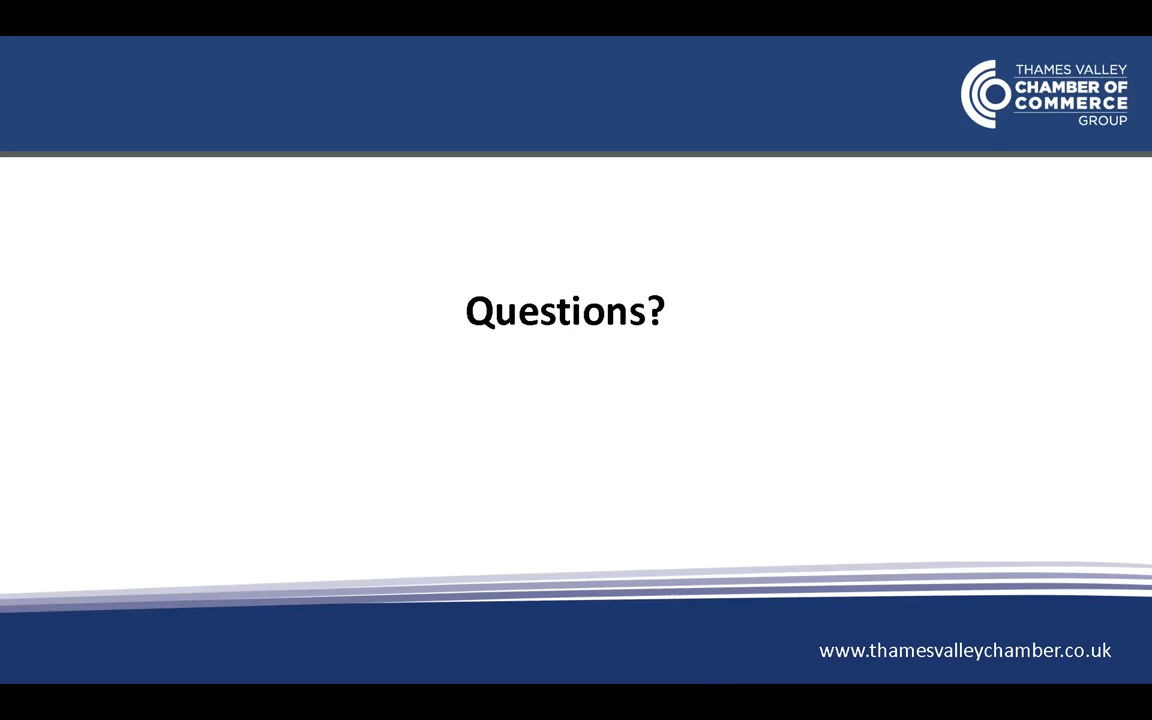 THAMES VALLEY
CHAMBER OF
COMMERCE
GROUP
Questions?
www.thamesvalleychamber.co.uk